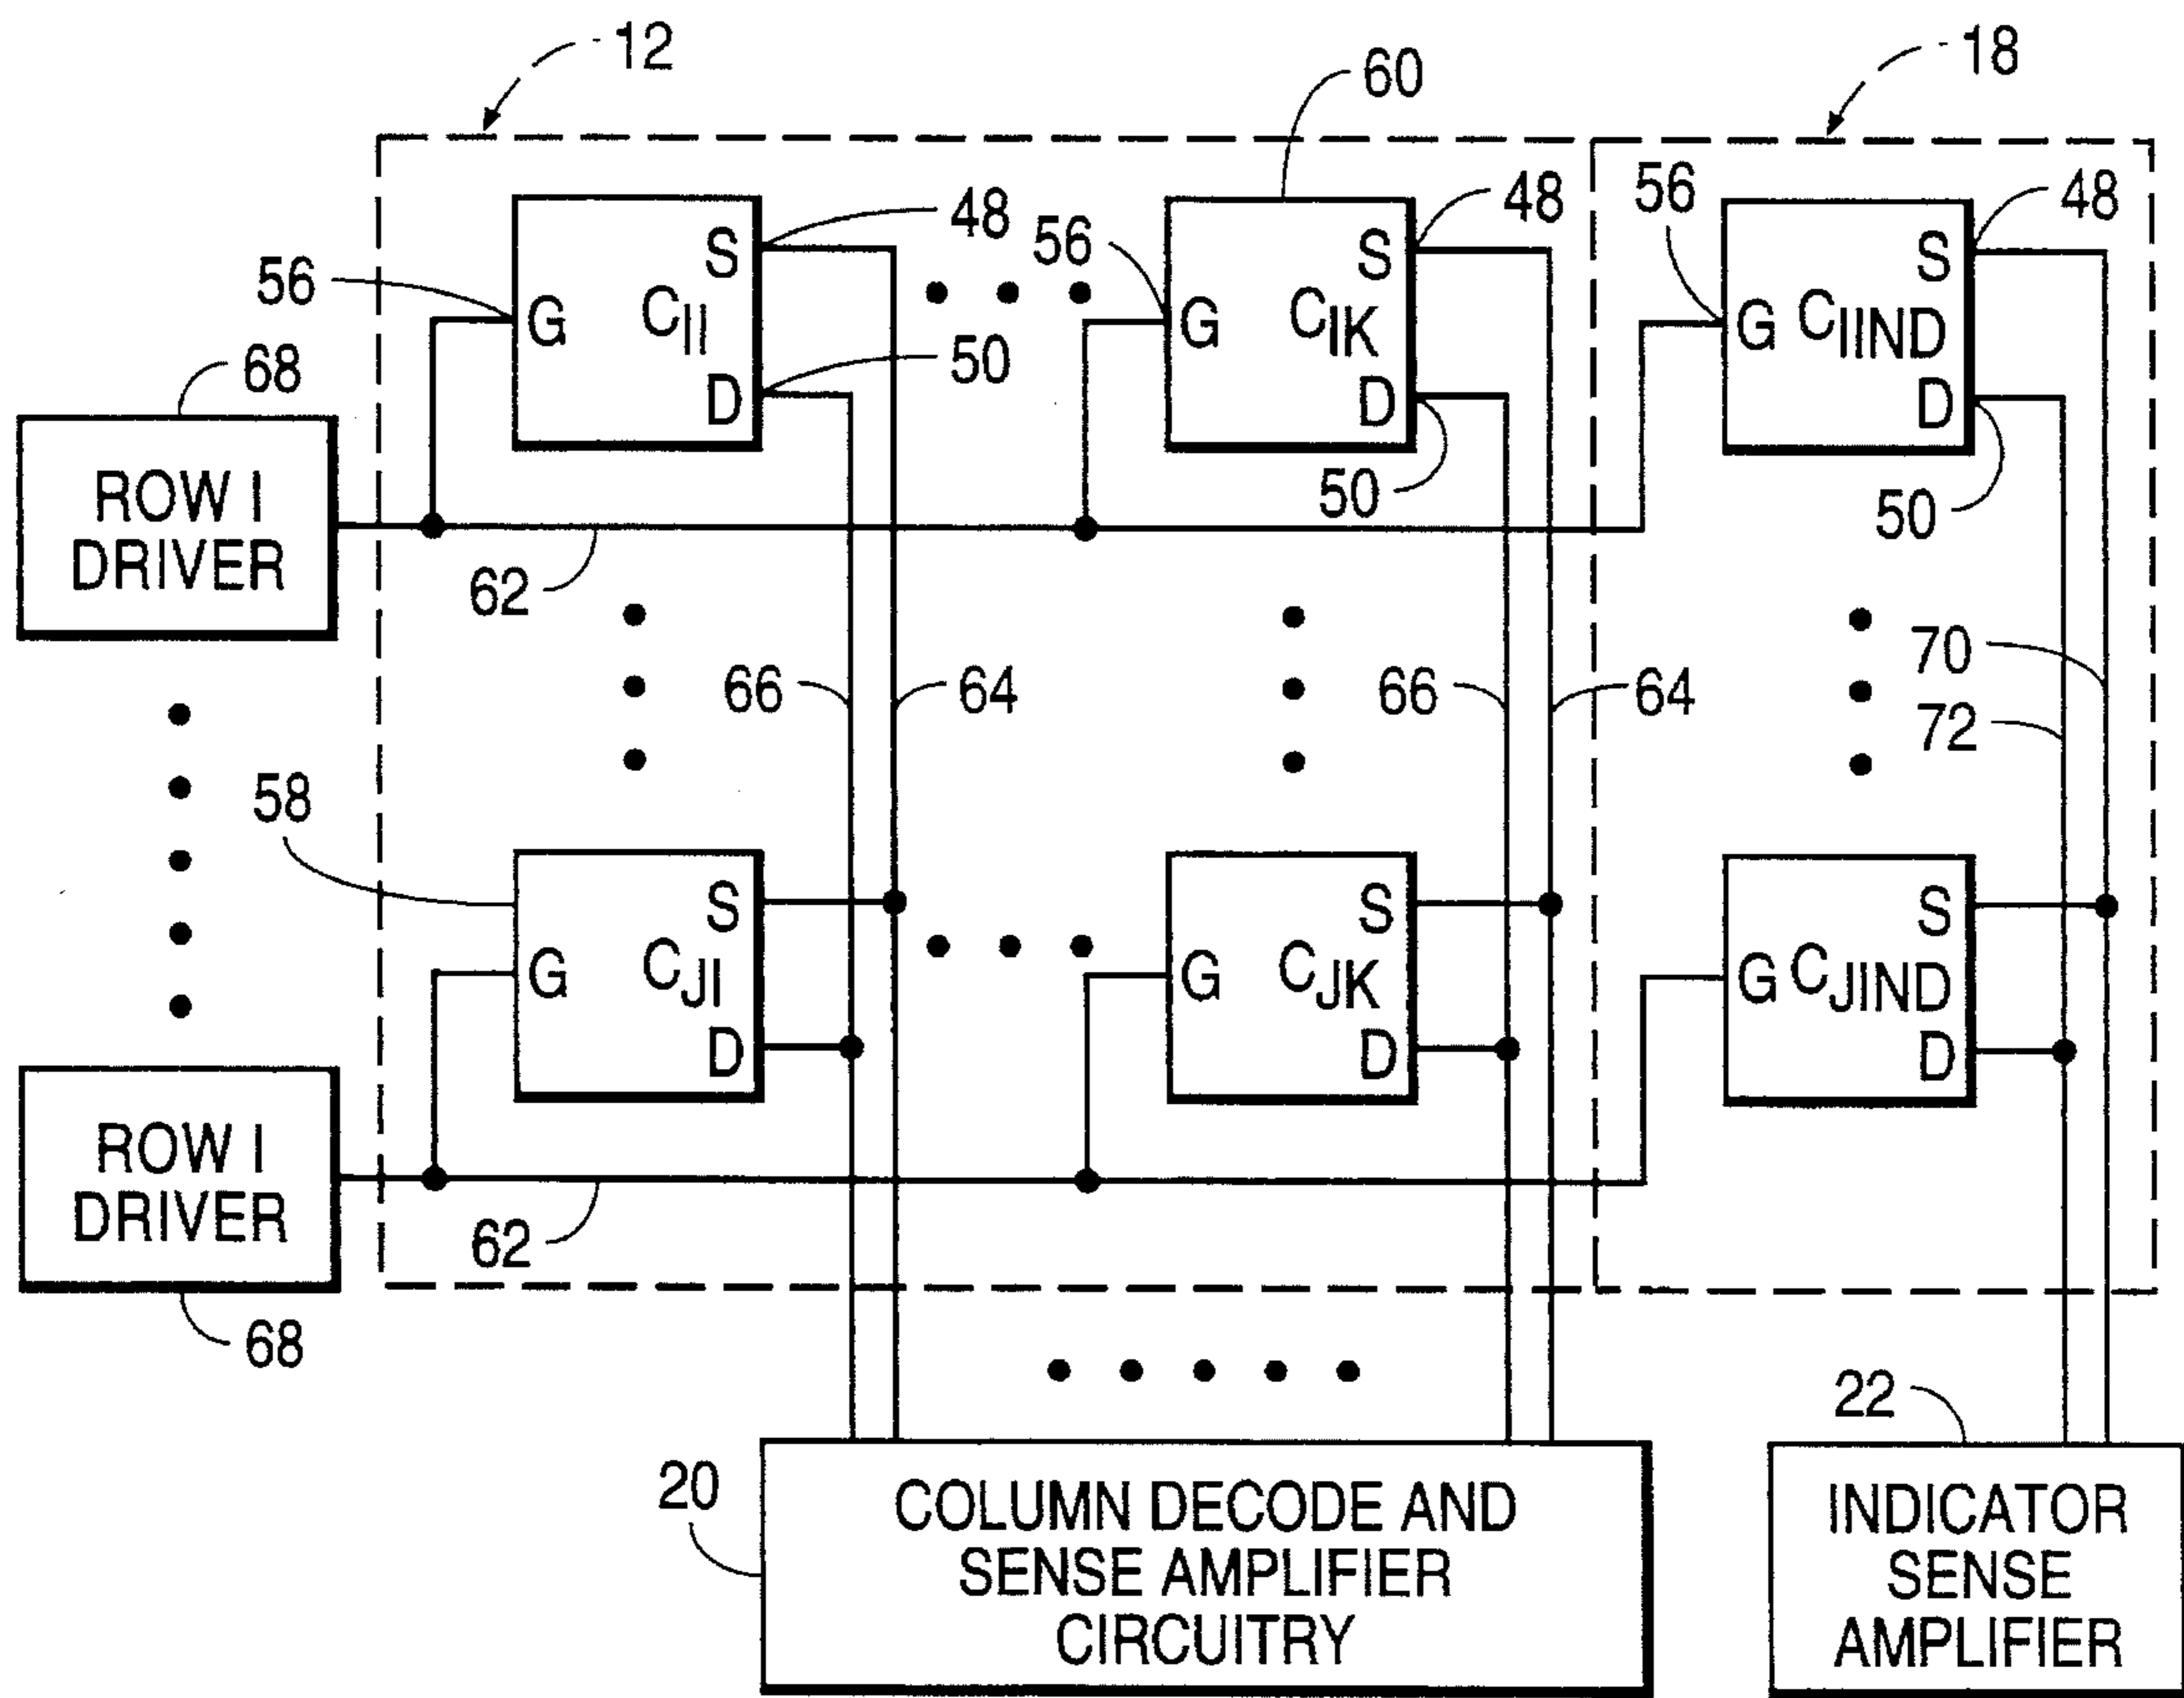 12
18
60
48
48
56
48
S
S
S
56
56
G
C_II
G
C_IK
G
C_IIND
50
D
D
D
68
ROW I
DRIVER
50
50
62
66
64
66
64
70
72
58
S
S
S
G
C_JI
G
C_JK
G
C_JIND
D
D
D
ROW I
DRIVER
62
68
22
20
COLUMN DECODE AND
SENSE AMPLIFIER
CIRCUITRY
INDICATOR
SENSE
AMPLIFIER